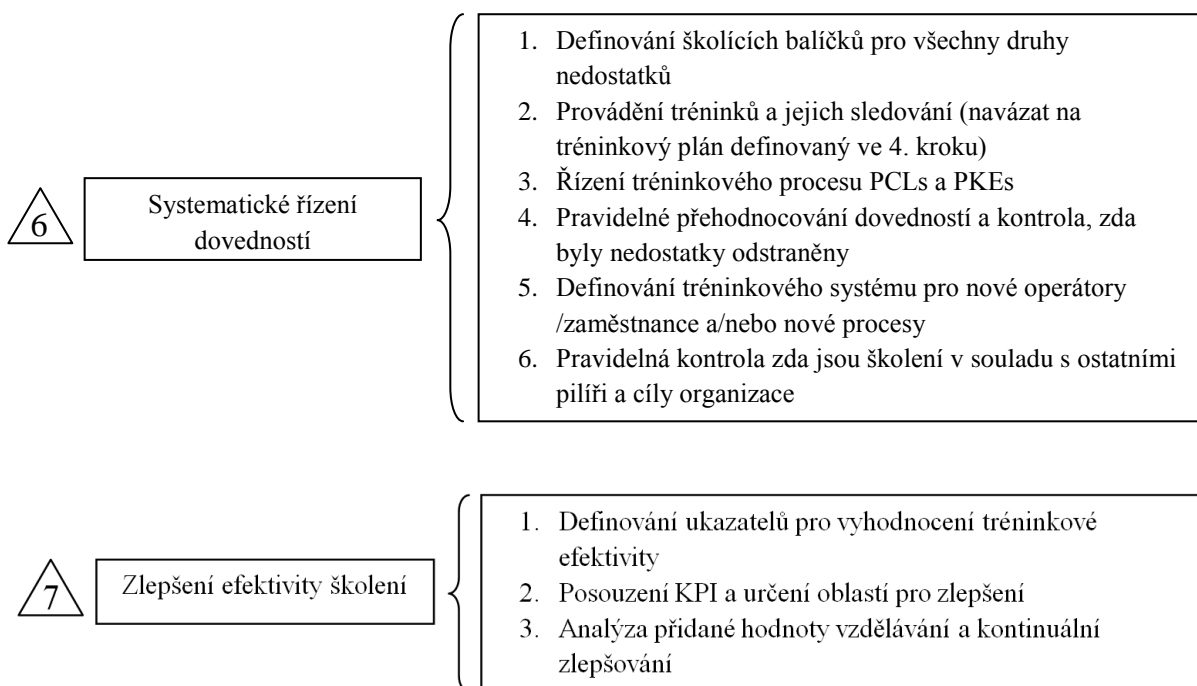 1. Definování školících balíčků pro všechny druhy
nedostatků
2. Provádění tréninků a jejich sledování (navázat na
tréninkový plán definovaný ve 4. kroku)
3. Řízení tréninkového procesu PCLs a PKEs
4. Pravidelné přehodnocování dovedností a kontrola, zda
byly nedostatky odstraněny
5. Definování tréninkového systému pro nové operátory
/zaměstnance a/nebo nové procesy
6. Pravidelná kontrola zda jsou školení v souladu s ostatními
pilíři a cíly organizace
6
Systematické řízení
dovedností
7
Zlepšení efektivity školení
1. Definování ukazatelů pro vyhodnocení tréninkové
efektivity
2. Posouzení KPI a určení oblastí pro zlepšení
3. Analýza přidané hodnoty vzdělávání a kontinuální
zlepšování